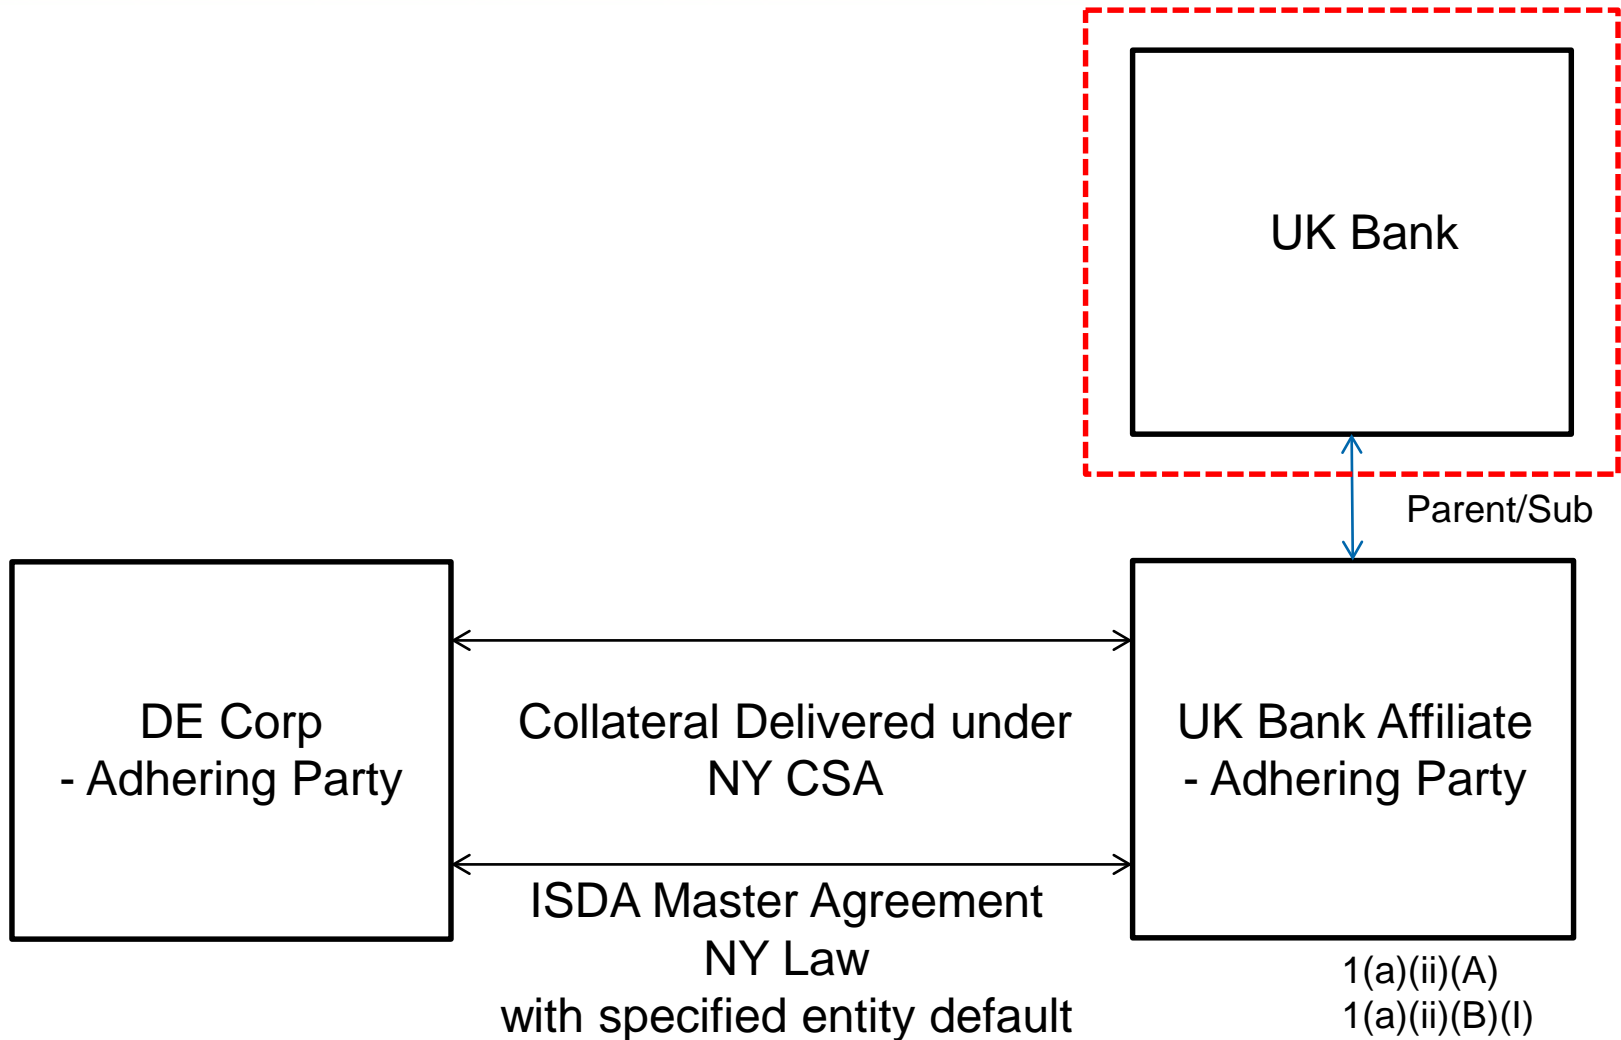 UK Bank
Parent/Sub
DE Corp
- Adhering Party
Collateral Delivered under
NY CSA
UK Bank Affiliate
- Adhering Party
ISDA Master Agreement
NY Law
with specified entity default
1(a)(ii)(A)
1(a)(ii)(B)(I)